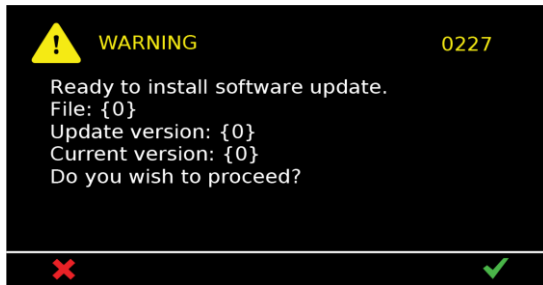 WARNING 0227
Ready to install software update.
File: {0}
Update version: {0}
Current version: {0}
Do you wish to proceed?